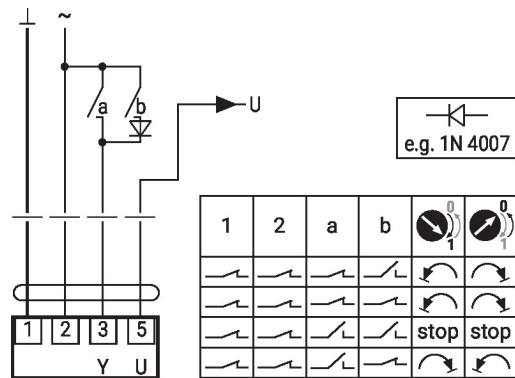 ⊥ ~
a b
U
e.g. 1N 4007
1 2 a b 0 1 0 1
stop stop
1 2 3 5
Y U